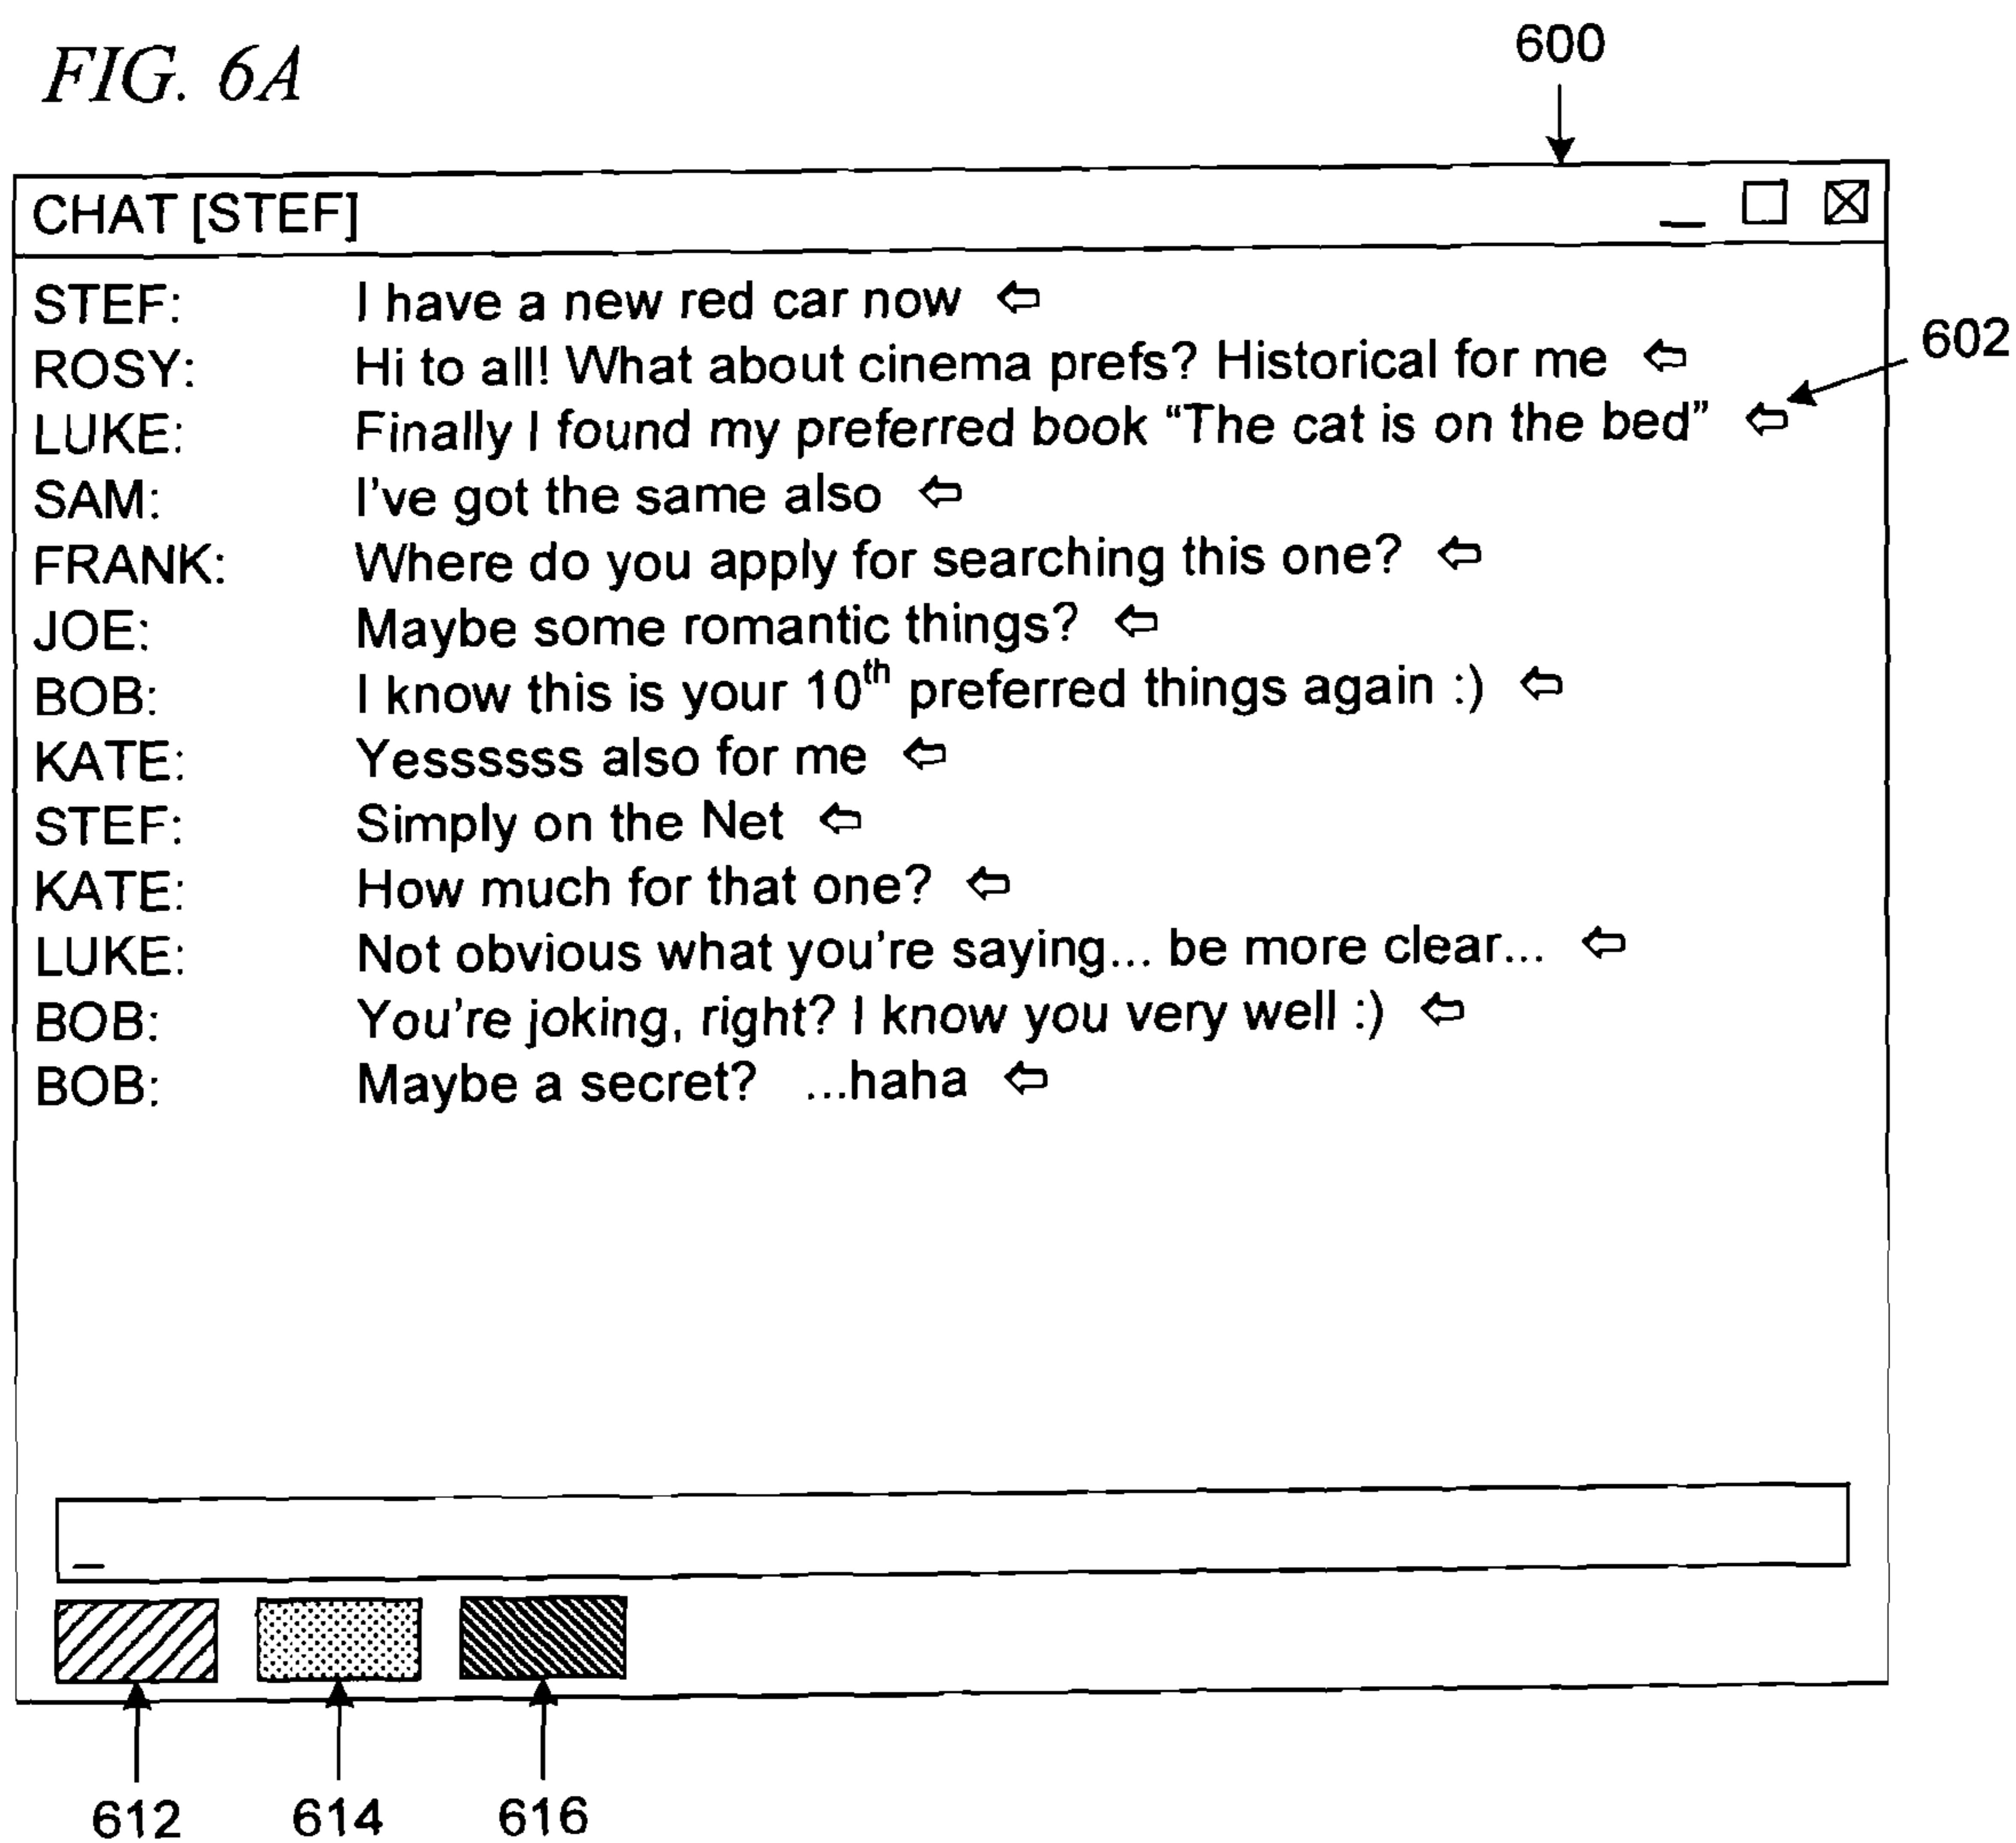 FIG. 6A
600
CHAT [STEF]
STEF: I have a new red car now
ROSY: Hi to all! What about cinema prefs? Historical for me
602
LUKE: Finally I found my preferred book “The cat is on the bed”
SAM: I've got the same also
FRANK: Where do you apply for searching this one?
JOE: Maybe some romantic things?
BOB: I know this is your 10th preferred things again :)
KATE: Yessssss also for me
STEF: Simply on the Net
KATE: How much for that one?
LUKE: Not obvious what you're saying... be more clear...
BOB: You're joking, right? I know you very well :)
BOB: Maybe a secret? ...haha
_
612 614 616